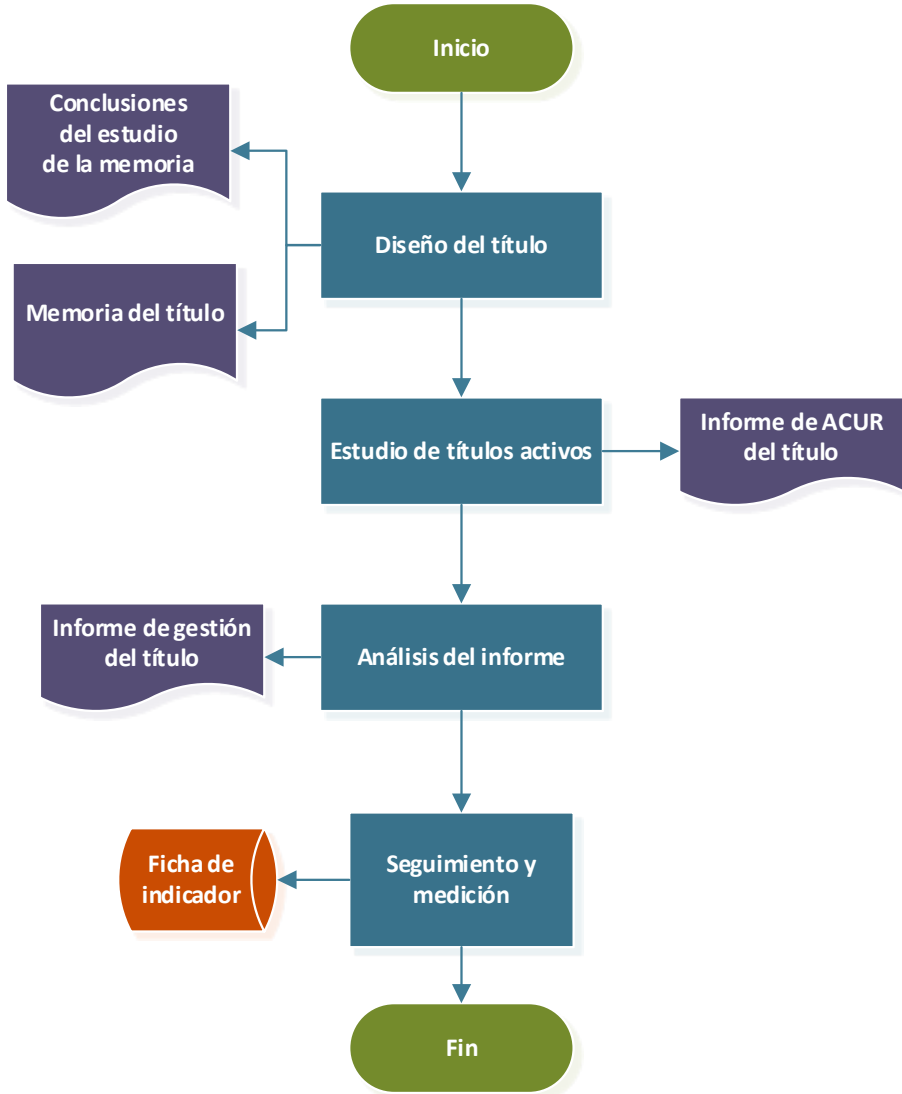 Inicio
Conclusiones
del estudio
de la memoria
Diseño del título
Memoria del título
Estudio de títulos activos
Informe de ACUR
del título
Informe de gestión
del título
Análisis del informe
Ficha de
indicador
Seguimiento y
medición
Fin